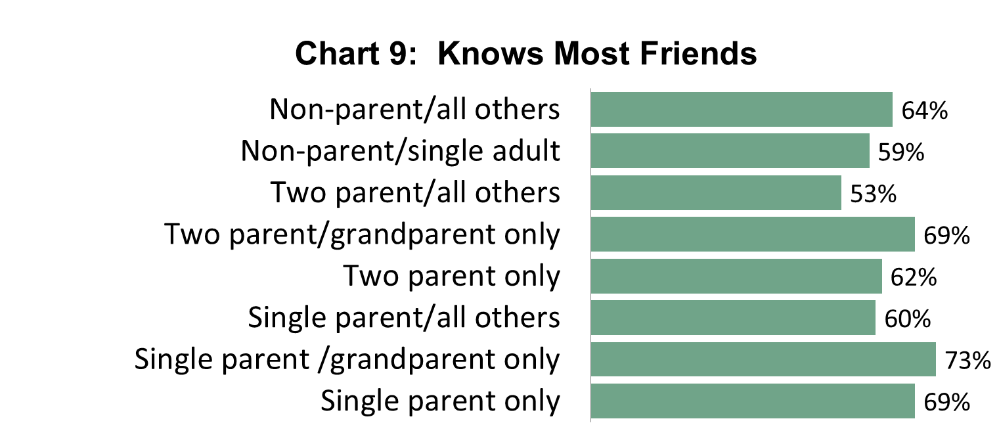 Chart 9:  Knows Most Friends
Non-parent/all others 64%
Non-parent/single adult 59%
Two parent/all others 53%
Two parent/grandparent only 69%
Two parent only 62%
Single parent/all others 60%
Single parent /grandparent only 73%
Single parent only 69%